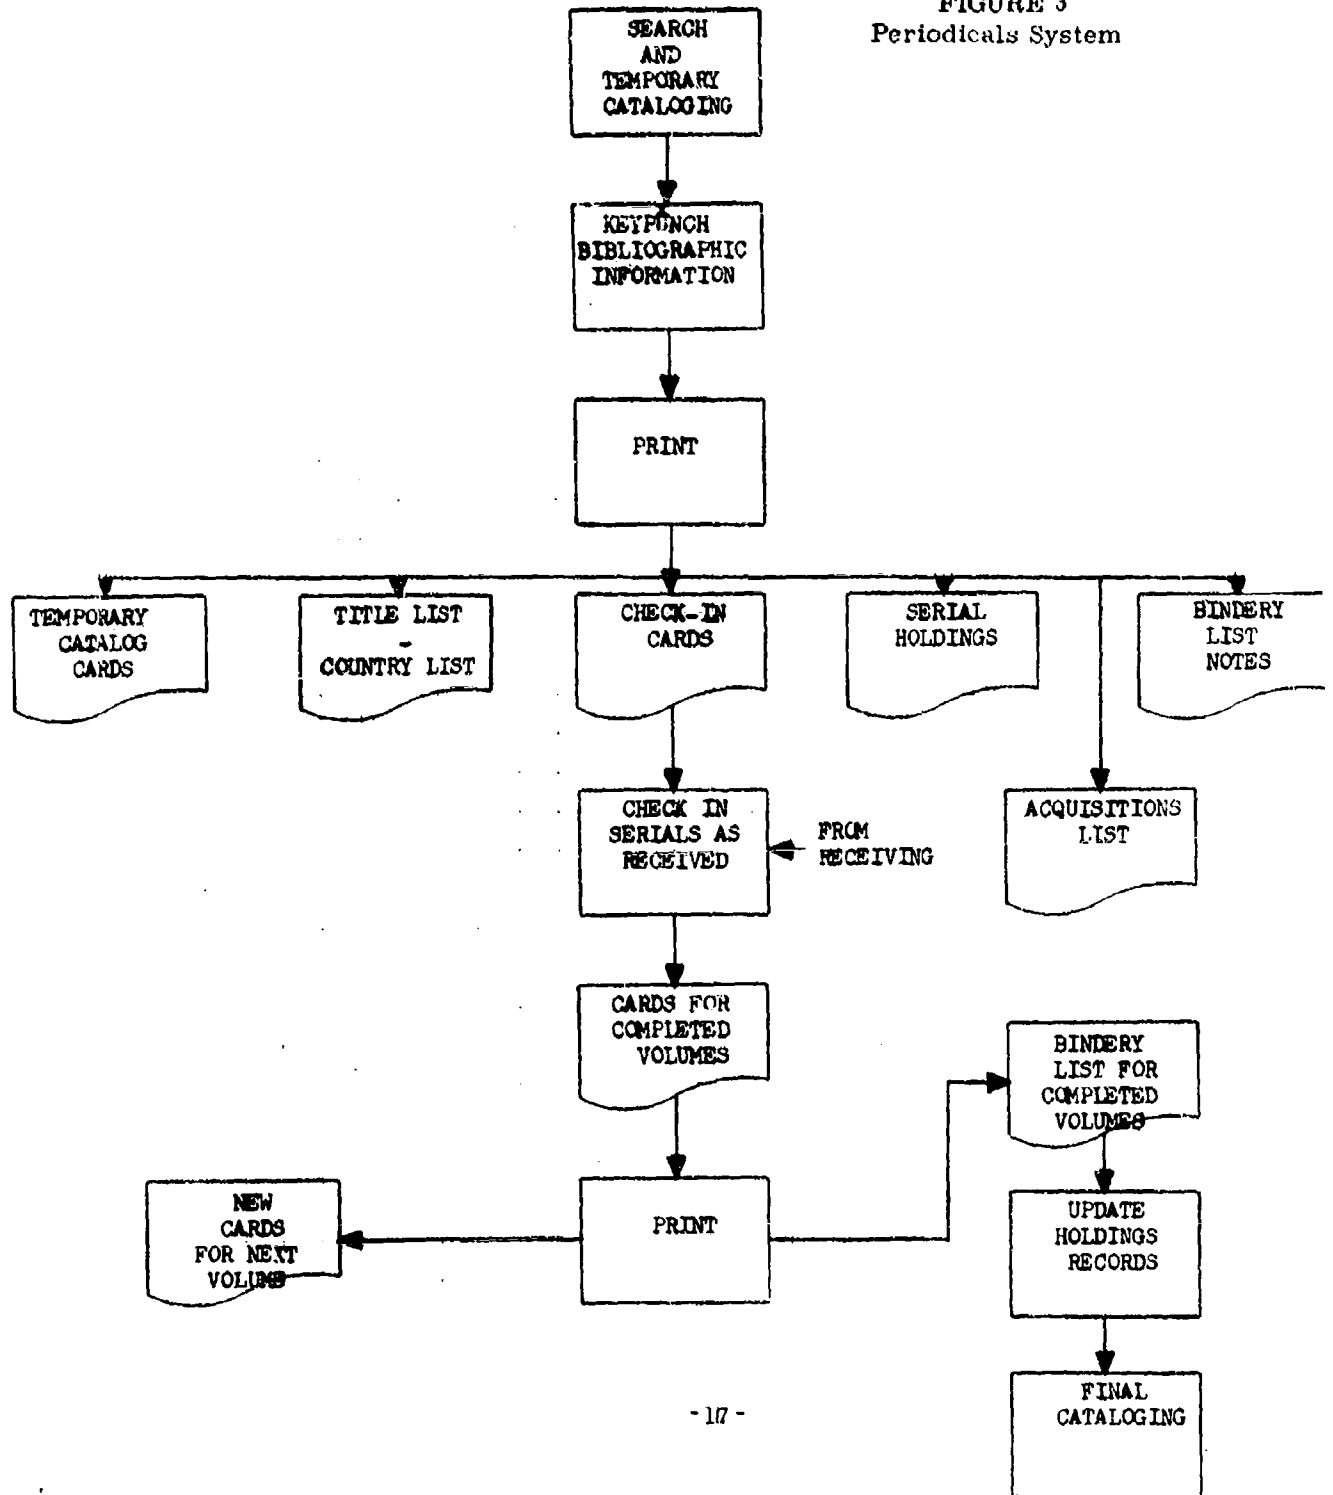 FIGURE 3
Periodicals System
SEARCH
AND
TEMPORARY
CATALOGING
KEYPUNCH
BIBLIOGRAPHIC
INFORMATION
PRINT
TEMPORARY
CATALOG
CARDS
TITLE LIST
-
COUNTRY LIST
CHECK-IN
CARDS
SERIAL
HOLDINGS
BINDERY
LIST
NOTES
CHECK IN
SERIALS AS
RECEIVED
FROM
RECEIVING
ACQUISITIONS
LIST
CARDS FOR
COMPLETED
VOLUMES
BINDERY
LIST FOR
COMPLETED
VOLUMES
NEW
CARDS
FOR NEXT
VOLUME
PRINT
UPDATE
HOLDINGS
RECORDS
FINAL
CATALOGING